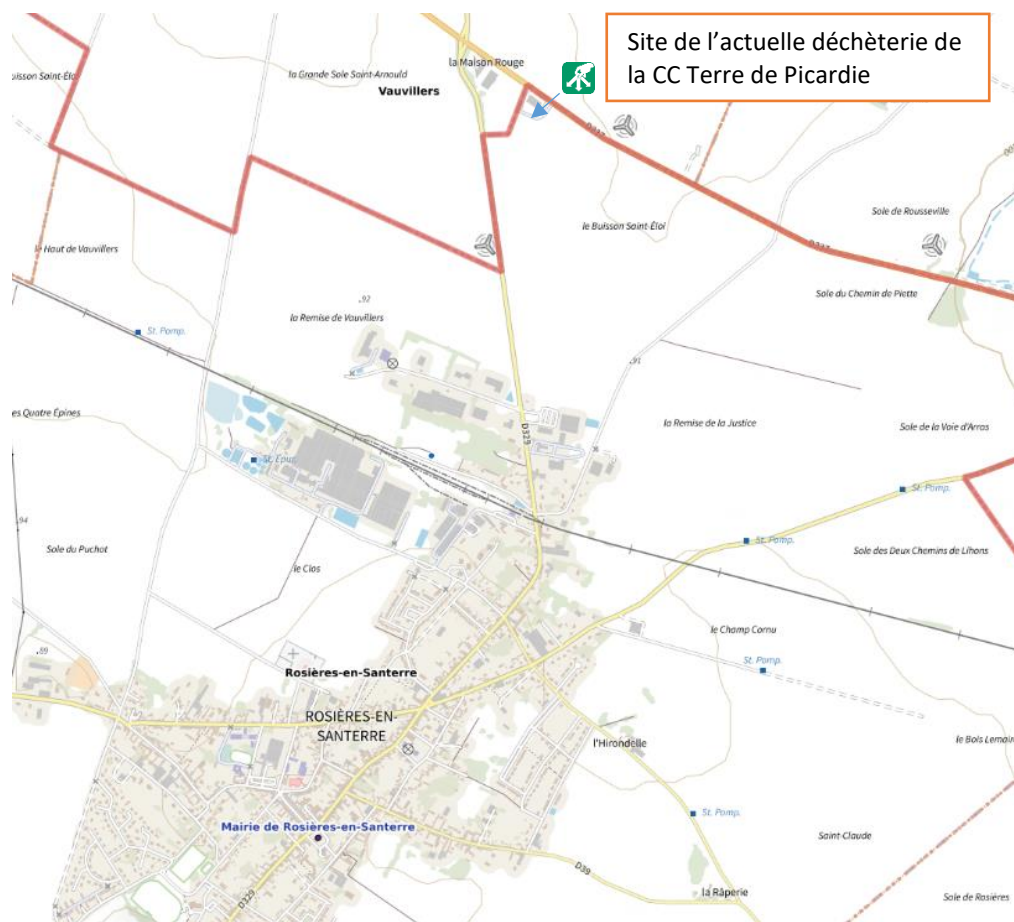 Site de l’actuelle déchèterie de
la CC Terre de Picardie
la Maison Rouge
la Grande Sole Saint-Arnould
Vauvillers
D337
Sole de Rousseville
le Buisson Saint-Éloi
le Haut de Vauvillers
D337
Sole du Chemin de Piette
92
la Remise de Vauvillers
St. Pomp.
91
D329
es Quatre Épines
la Remise de la Justice
Sole de la Voie d'Arras
St. Epur.
St. Pomp.
94
Sole du Puchot
le Clos
St. Pomp.
Sole des Deux Chemins de Lihons
le Champ Cornu
89
Rosières-en-Santerre
St. Pomp.
ROSIÈRES-EN-
SANTERRE
l'Hirondelle
le Bois Lemaire
St. Pomp.
Mairie de Rosières-en-Santerre
Saint-Claude
D39
la Râperie
Sole de Rosières
D329